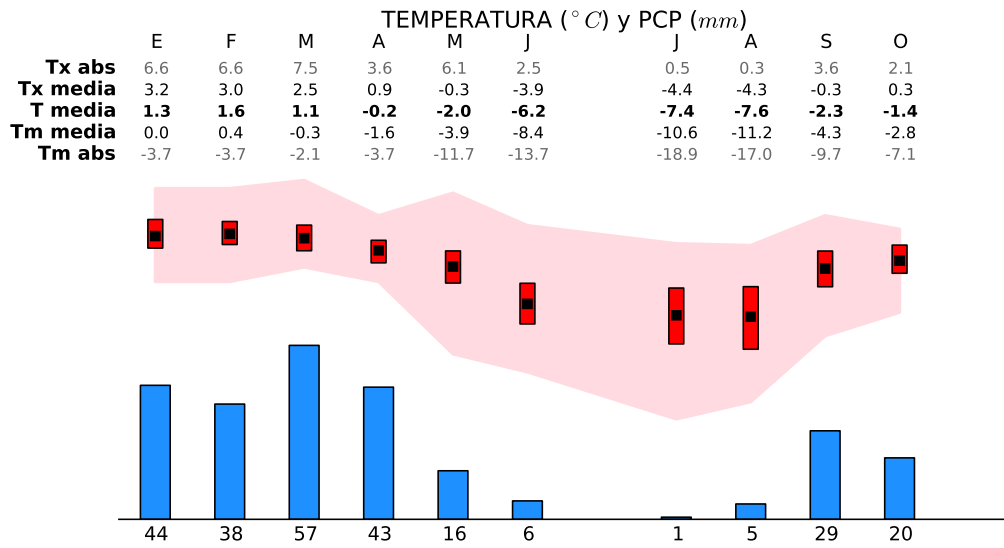 TEMPERATURA (°C) y PCP (mm)
E F M A M J J A S O
Tx abs 6.6 6.6 7.5 3.6 6.1 2.5 0.5 0.3 3.6 2.1
Tx media 3.2 3.0 2.5 0.9 -0.3 -3.9 -4.4 -4.3 -0.3 0.3
T media 1.3 1.6 1.1 -0.2 -2.0 -6.2 -7.4 -7.6 -2.3 -1.4
Tm media 0.0 0.4 -0.3 -1.6 -3.9 -8.4 -10.6 -11.2 -4.3 -2.8
Tm abs -3.7 -3.7 -2.1 -3.7 -11.7 -13.7 -18.9 -17.0 -9.7 -7.1
44 38 57 43 16 6 1 5 29 20